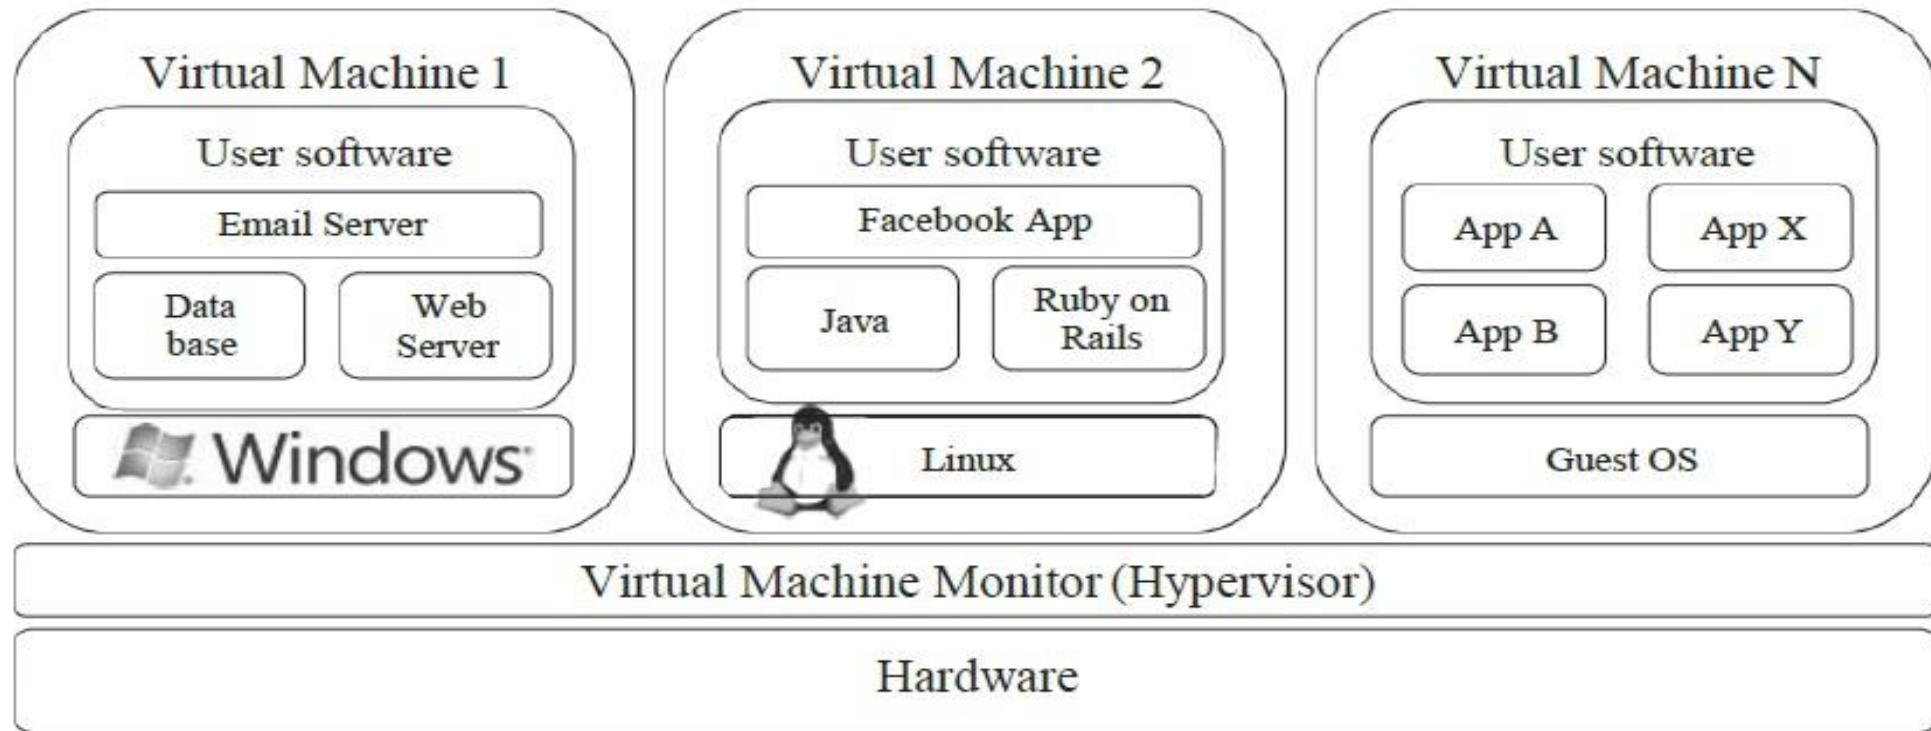 Virtual Machine 1
User software
Email Server
Data
base
Web
Server
Windows
Virtual Machine 2
User software
Facebook App
Java
Ruby on
Rails
Linux
Virtual Machine N
User software
App A
App X
App B
App Y
Guest OS
Virtual Machine Monitor (Hypervisor)
Hardware